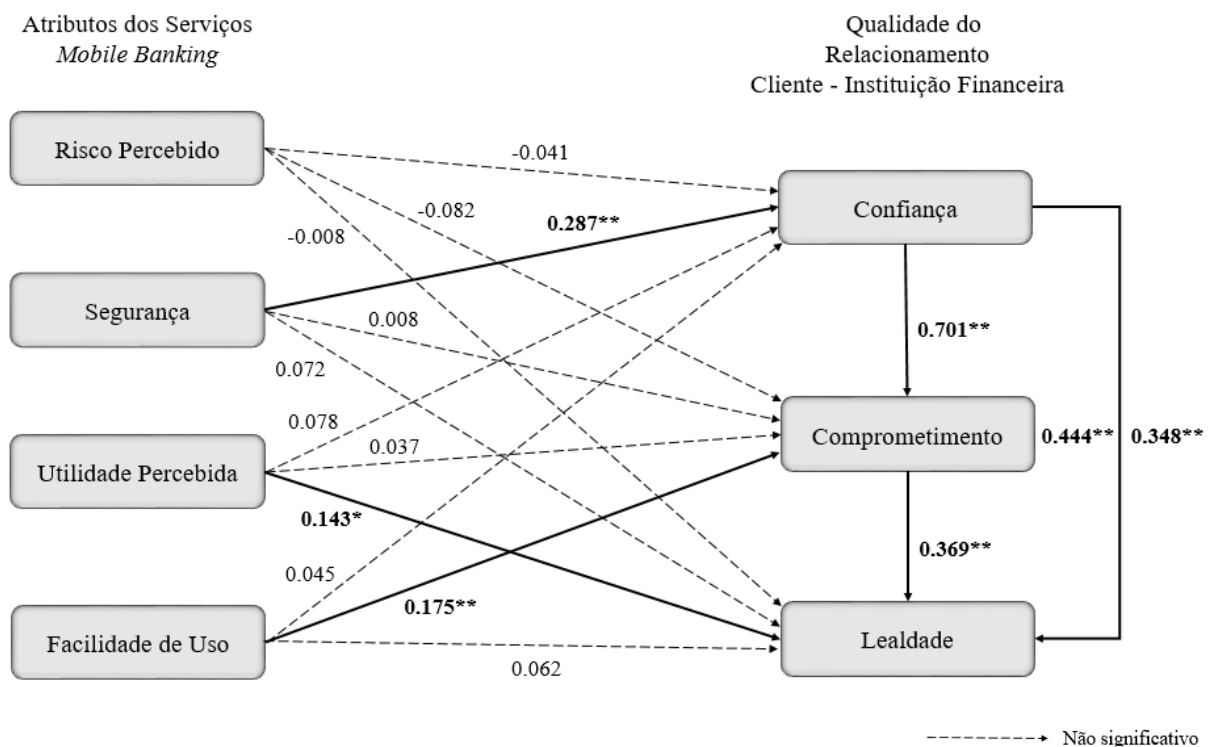 Atributos dos Serviços
Mobile Banking
Qualidade do
Relacionamento
Cliente - Instituição Financeira
Risco Percebido
-0.041
Confiança
-0.082
0.287**
-0.008
Segurança
0.008
0.701**
0.072
0.078
0.037
Comprometimento
0.444**
0.348**
Utilidade Percebida
0.143*
0.369**
0.045
0.175**
Facilidade de Uso
Lealdade
0.062
Não significativo